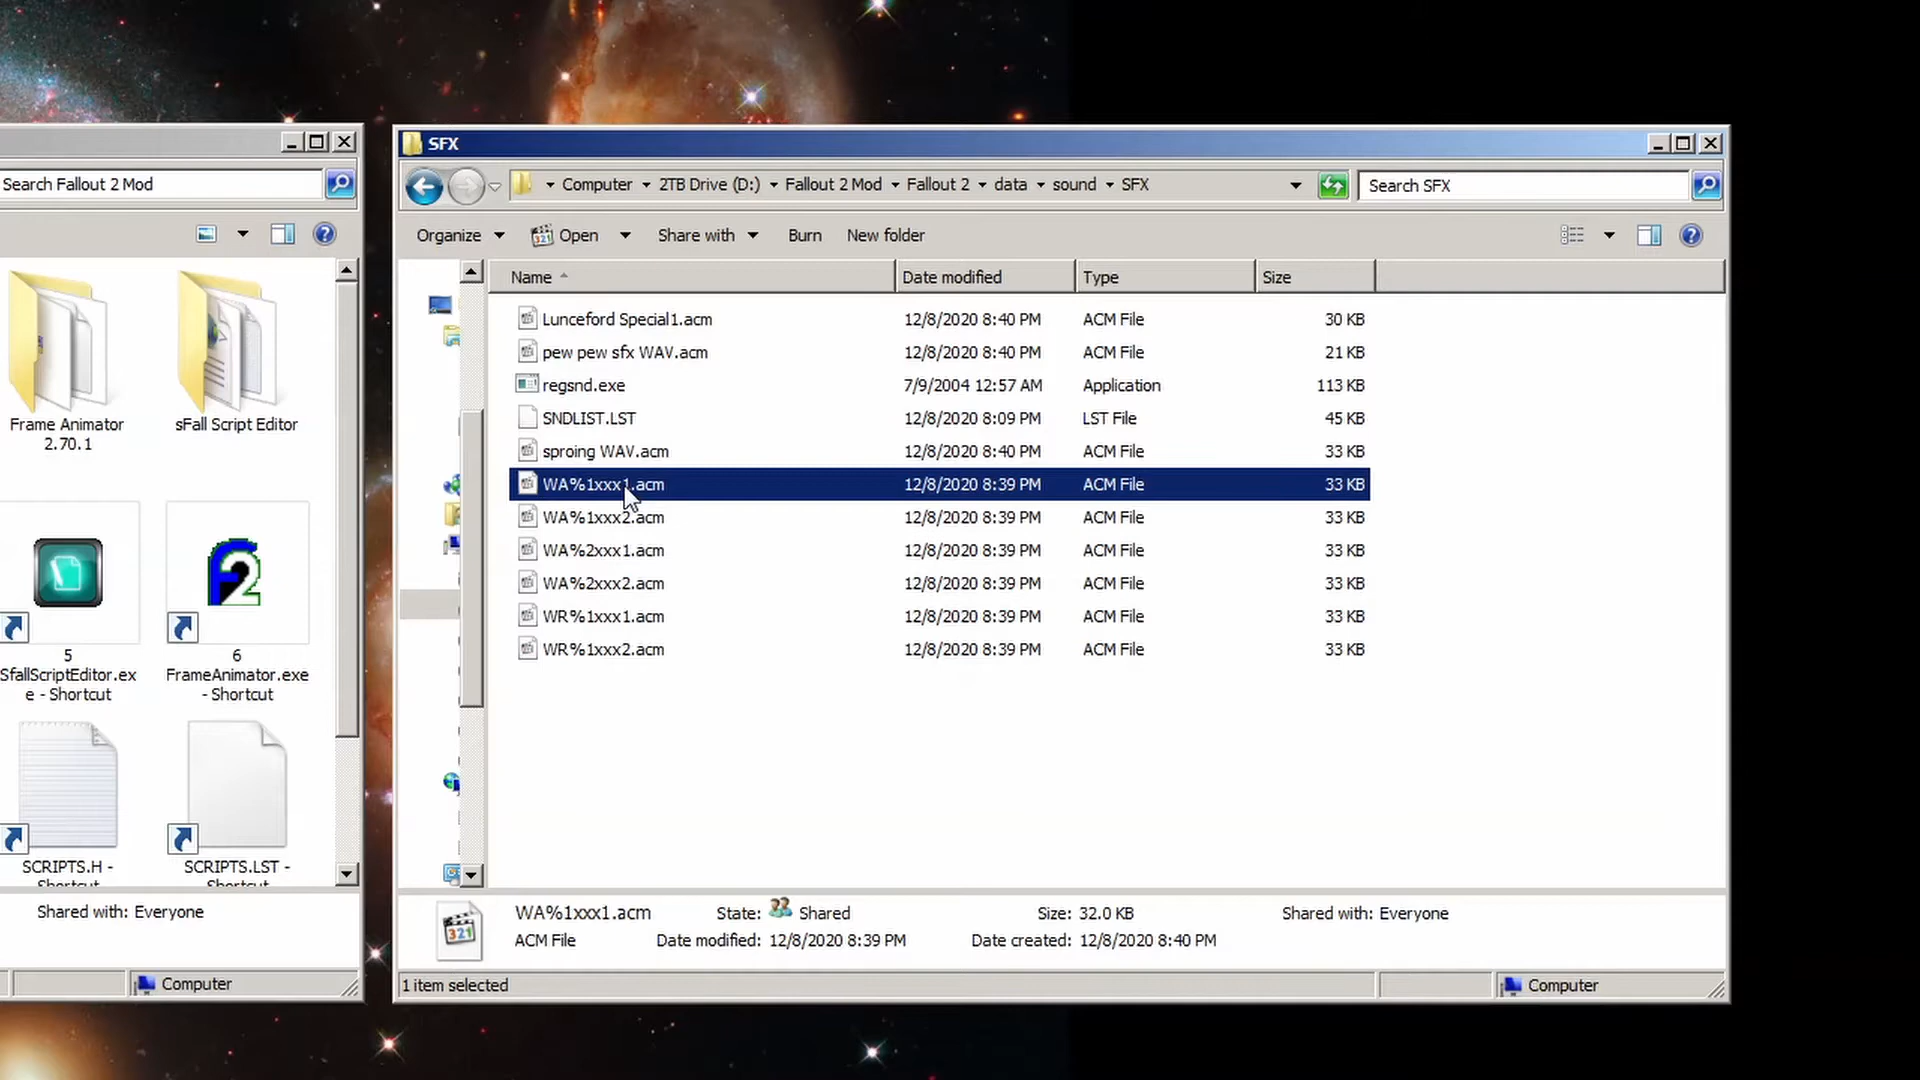 Search Fallout 2 Mod
Frame Animator
2.70.1
sFall Script Editor
5
SfallScriptEditor.ex
e - Shortcut
6
FrameAnimator.exe
- Shortcut
SCRIPTS.H -
Shortcut
SCRIPTS.LST -
Shortcut
Shared with: Everyone
Computer
SFX
Computer 2TB Drive (D:) Fallout 2 Mod Fallout 2 data sound SFX
Search SFX
Organize Open Share with Burn New folder
Name Date modified Type Size
Lunceford Special1.acm 12/8/2020 8:40 PM ACM File 30 KB
pew pew sfx WAV.acm 12/8/2020 8:40 PM ACM File 21 KB
regsnd.exe 7/9/2004 12:57 AM Application 113 KB
SNDLIST.LST 12/8/2020 8:09 PM LST File 45 KB
sproing WAV.acm 12/8/2020 8:40 PM ACM File 33 KB
WA%1xxx1.acm 12/8/2020 8:39 PM ACM File 33 KB
WA%1xxx2.acm 12/8/2020 8:39 PM ACM File 33 KB
WA%2xxx1.acm 12/8/2020 8:39 PM ACM File 33 KB
WA%2xxx2.acm 12/8/2020 8:39 PM ACM File 33 KB
WR%1xxx1.acm 12/8/2020 8:39 PM ACM File 33 KB
WR%1xxx2.acm 12/8/2020 8:39 PM ACM File 33 KB
321
WA%1xxx1.acm State: Shared Size: 32.0 KB Shared with: Everyone
ACM File Date modified: 12/8/2020 8:39 PM Date created: 12/8/2020 8:40 PM
1 item selected
Computer